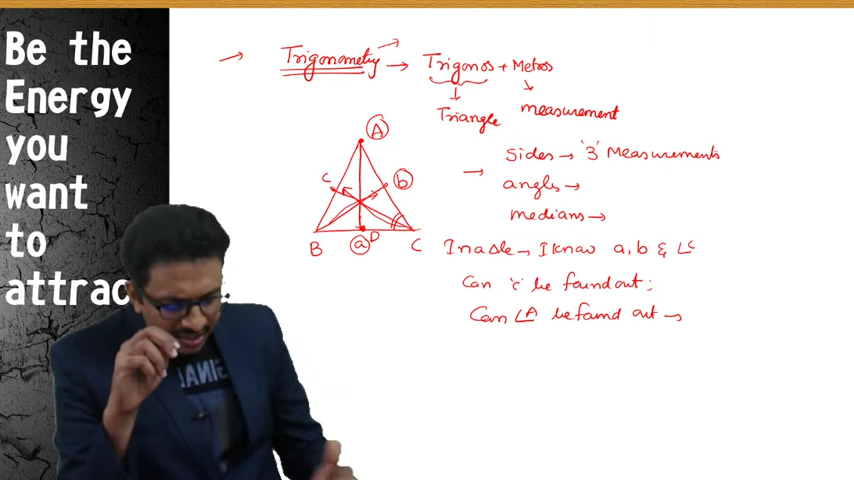 Be the
Energy
you
want
to
attrac
Trigonometry → Trigonos + Metros
Triangle
measurement
A
c
b
B
a
D
C
→ sides → '3' Measurements
angles →
medians →
In a Δle → I know a, b & ∠C
Can 'c' be found out;
Can ∠A be found out →